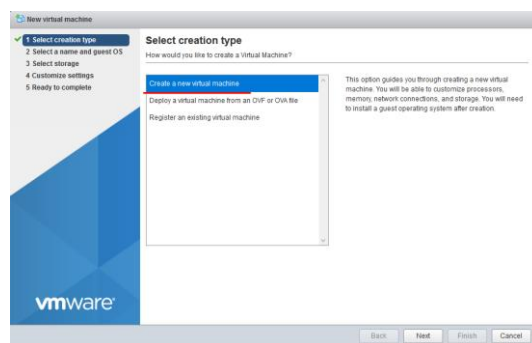 New virtual machine
1 Select creation type
2 Select a name and guest OS
3 Select storage
4 Customize settings
5 Ready to complete
vmware
Select creation type
How would you like to create a Virtual Machine?
Create a new virtual machine
Deploy a virtual machine from an OVF or OVA file
Register an existing virtual machine
This option guides you through creating a new virtual
machine. You will be able to customize processors,
memory, network connections, and storage. You will need
to install a guest operating system after creation.
Back Next Finish Cancel